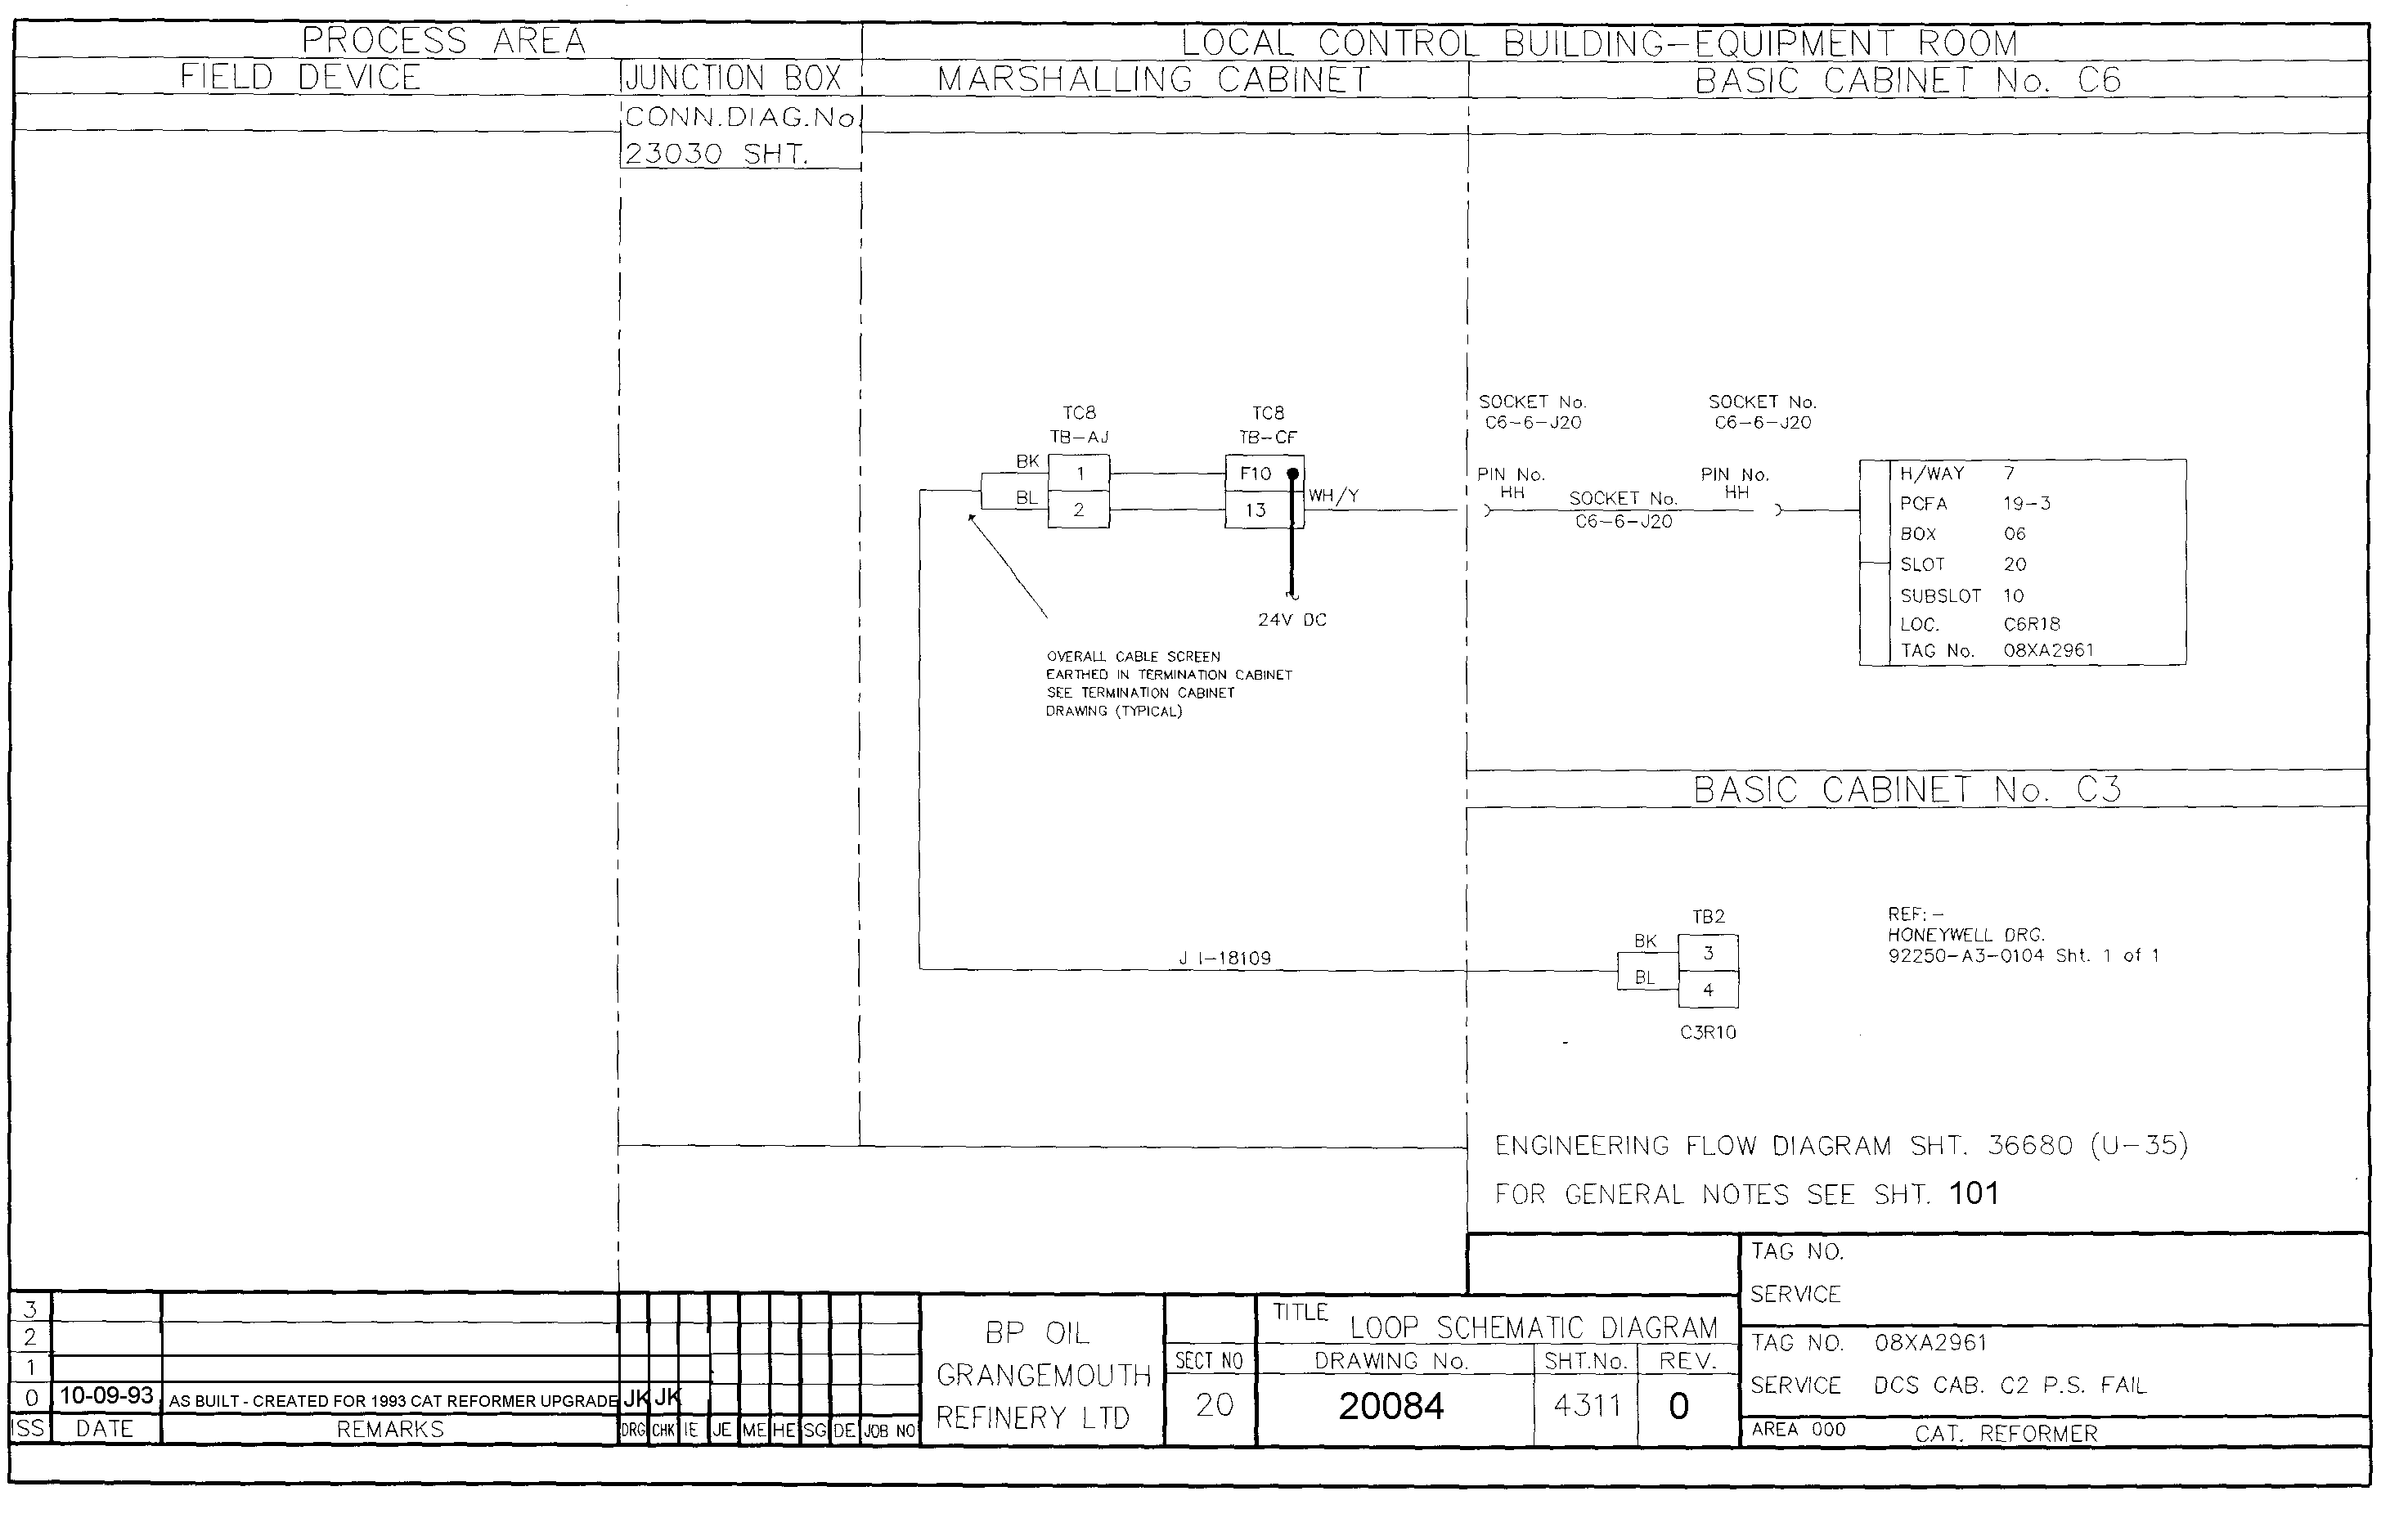 PROCESS AREA
LOCAL CONTROL BUILDING-EQUIPMENT ROOM
FIELD DEVICE
JUNCTION BOX
MARSHALLING CABINET
BASIC CABINET No. C6
CONN.DIAG.No
23030 SHT.
TC8
TB-AJ
BK
1
BL
2
TC8
TB-CF
F10
13
WH/Y
24V DC
OVERALL CABLE SCREEN
EARTHED IN TERMINATION CABINET
SEE TERMINATION CABINET
DRAWING (TYPICAL)
SOCKET No.
C6-6-J20
PIN No.
HH
SOCKET No.
C6-6-J20
SOCKET No.
C6-6-J20
PIN No.
HH
H/WAY 7
PCFA 19-3
BOX 06
SLOT 20
SUBSLOT 10
LOC. C6R18
TAG No. 08XA2961
BASIC CABINET No. C3
J I-18109
TB2
BK
3
BL
4
C3R10
REF:-
HONEYWELL DRG.
92250-A3-0104 Sht. 1 of 1
ENGINEERING FLOW DIAGRAM SHT. 36680 (U-35)
FOR GENERAL NOTES SEE SHT. 101
3
2
1
0 10-09-93 AS BUILT - CREATED FOR 1993 CAT REFORMER UPGRADE JK JK
ISS DATE REMARKS DRG CHK IE JE ME HE SG DE JOB NO
BP OIL
GRANGEMOUTH
REFINERY LTD
SECT NO
20
TITLE LOOP SCHEMATIC DIAGRAM
DRAWING No. SHT.No. REV.
20084 4311 0
TAG NO.
SERVICE
TAG NO. 08XA2961
SERVICE DCS CAB. C2 P.S. FAIL
AREA 000 CAT. REFORMER